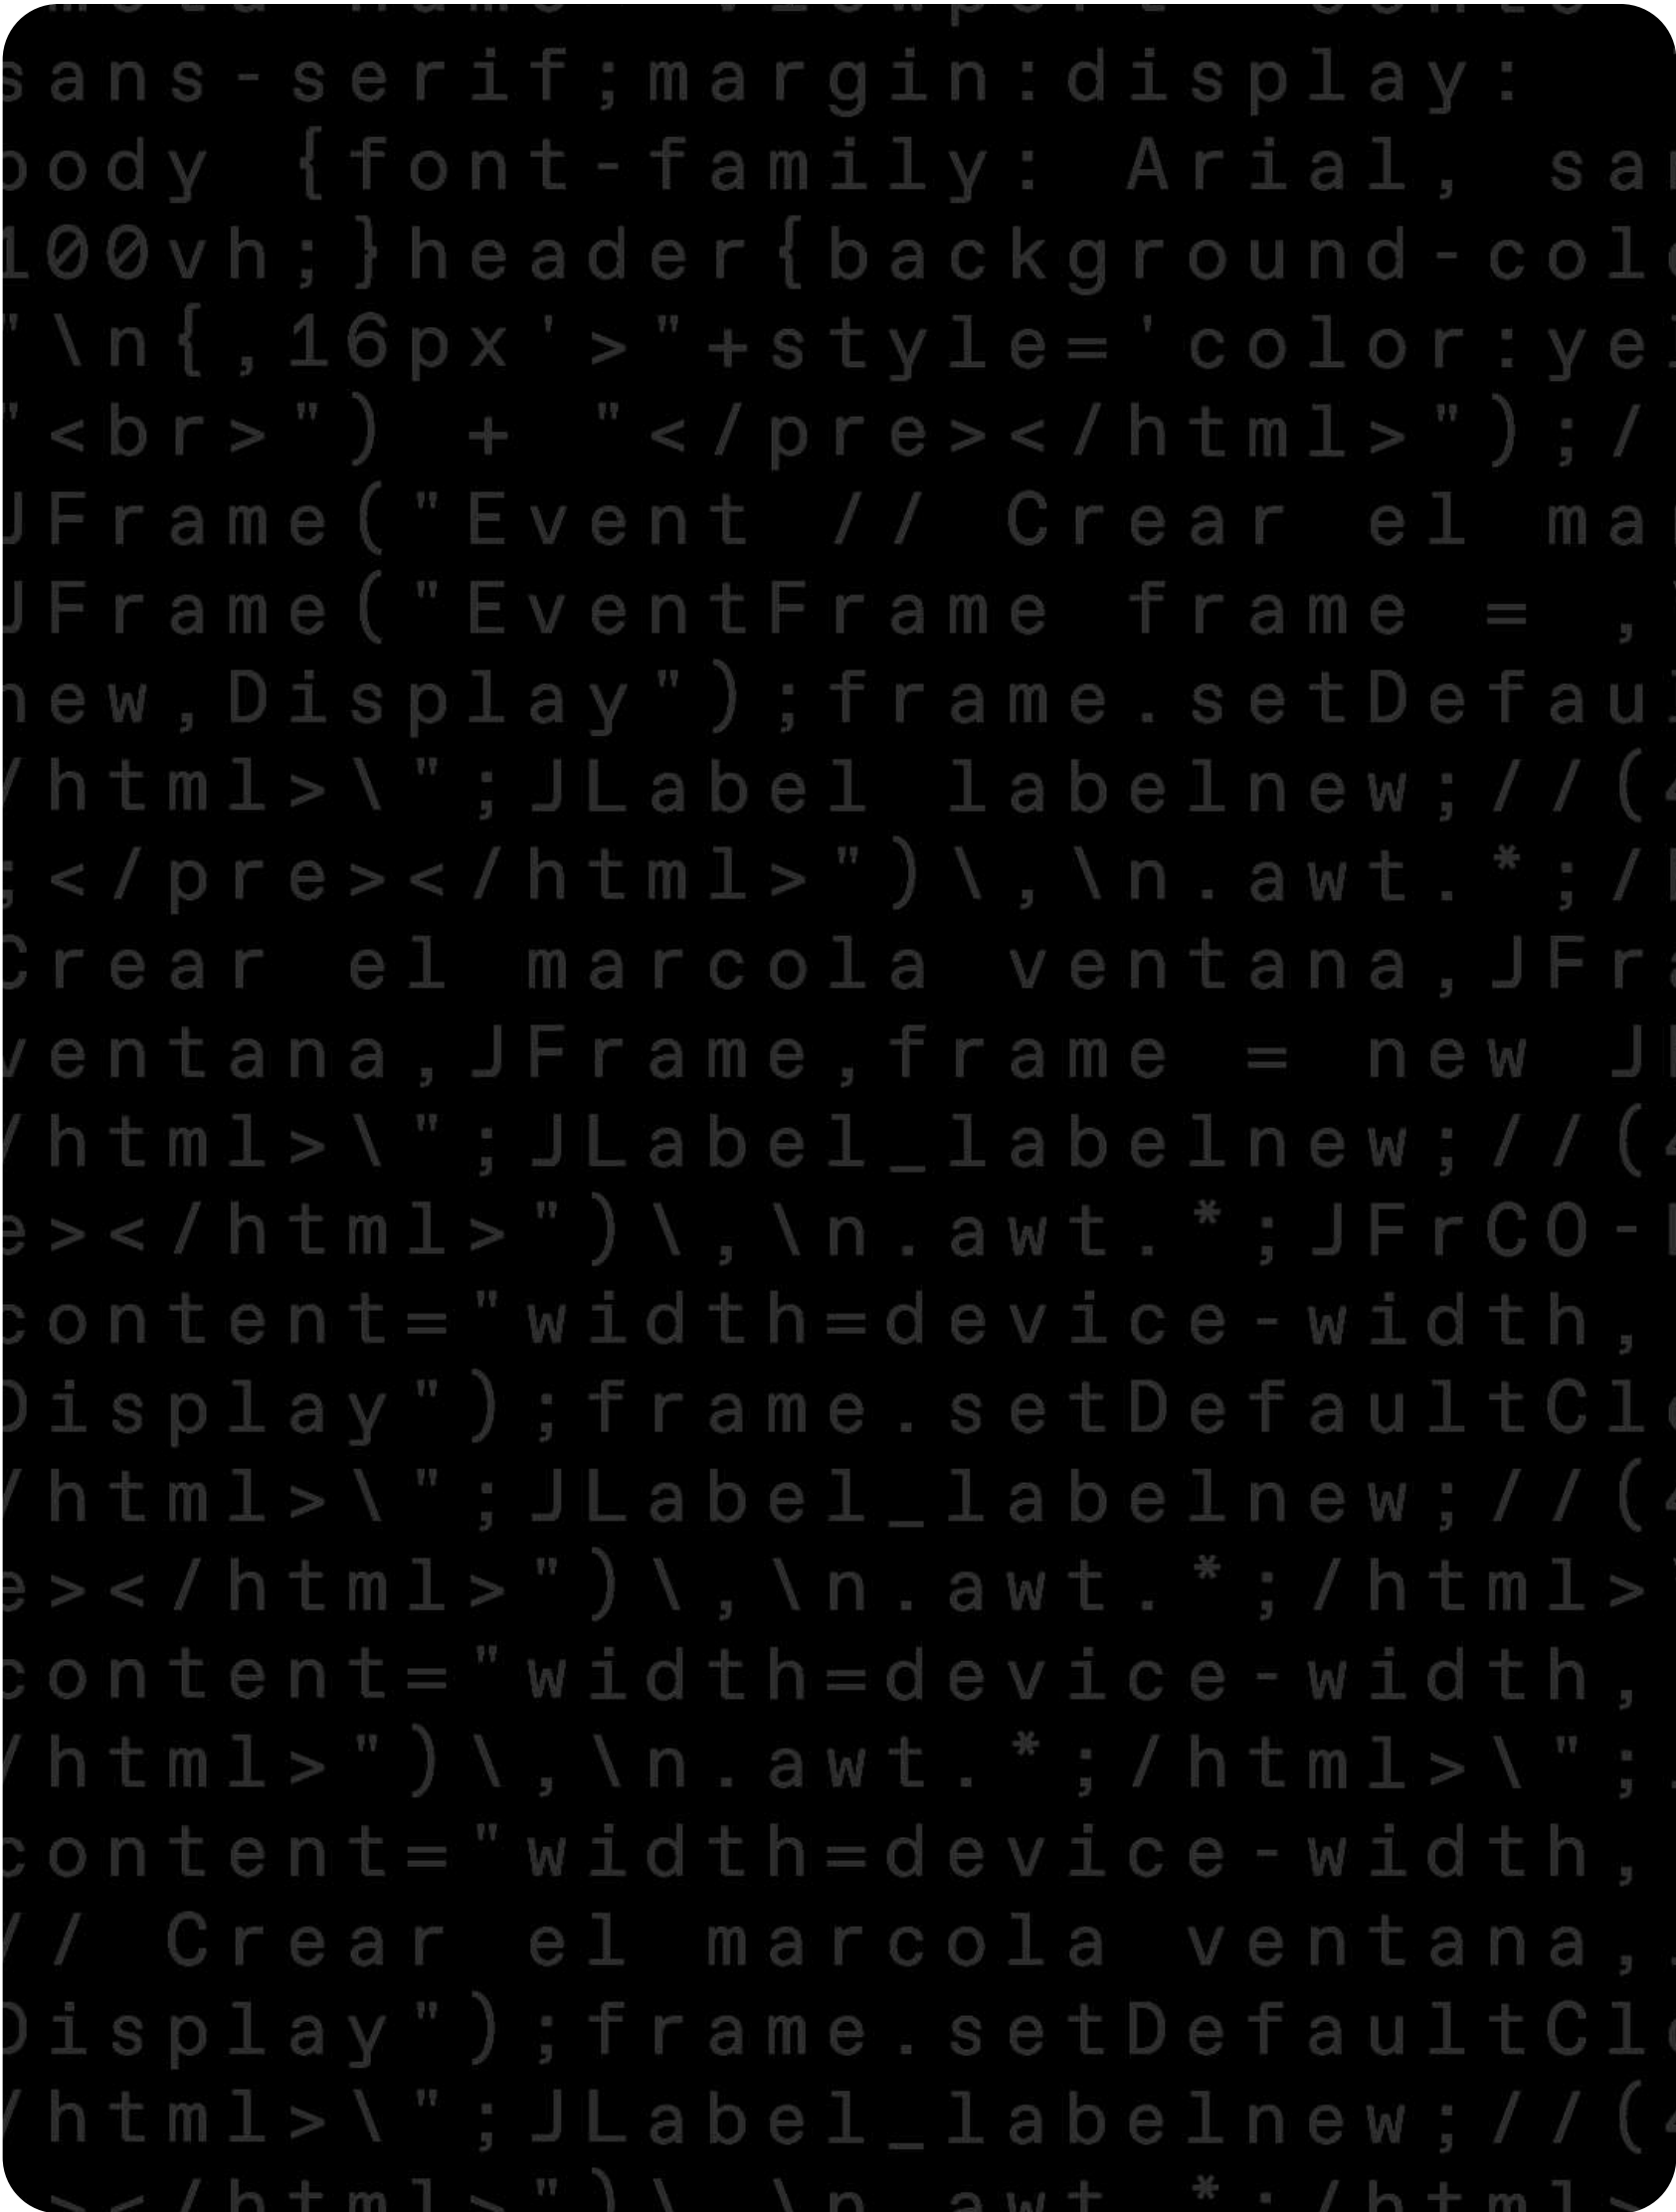 sans-serif;margin:display:
body {font-family: Arial, sa
100vh;}header{background-col
"\n{,16px'>"+style='color:ye
"<br>") + "</pre></html>");/
JFrame("Event // Crear el ma
JFrame("EventFrame frame = ,
new,Display");frame.setDefau
/html>\";JLabel labelnew;//(
;</pre></html>")\,\n.awt.*;/
Crear el marcola ventana,JFr
ventana,JFrame,frame = new J
/html>\";JLabel_labelnew;//(
e></html>")\,\n.awt.*;JFrCO-
content="width=device-width,
Display");frame.setDefaultCl
/html>\";JLabel_labelnew;//(
e></html>")\,\n.awt.*;/html>
content="width=device-width,
/html>")\,\n.awt.*;/html>\";
content="width=device-width,
// Crear el marcola ventana,
Display");frame.setDefaultCl
/html>\";JLabel_labelnew;//(
></html>")\,\n.awt.*;/html>